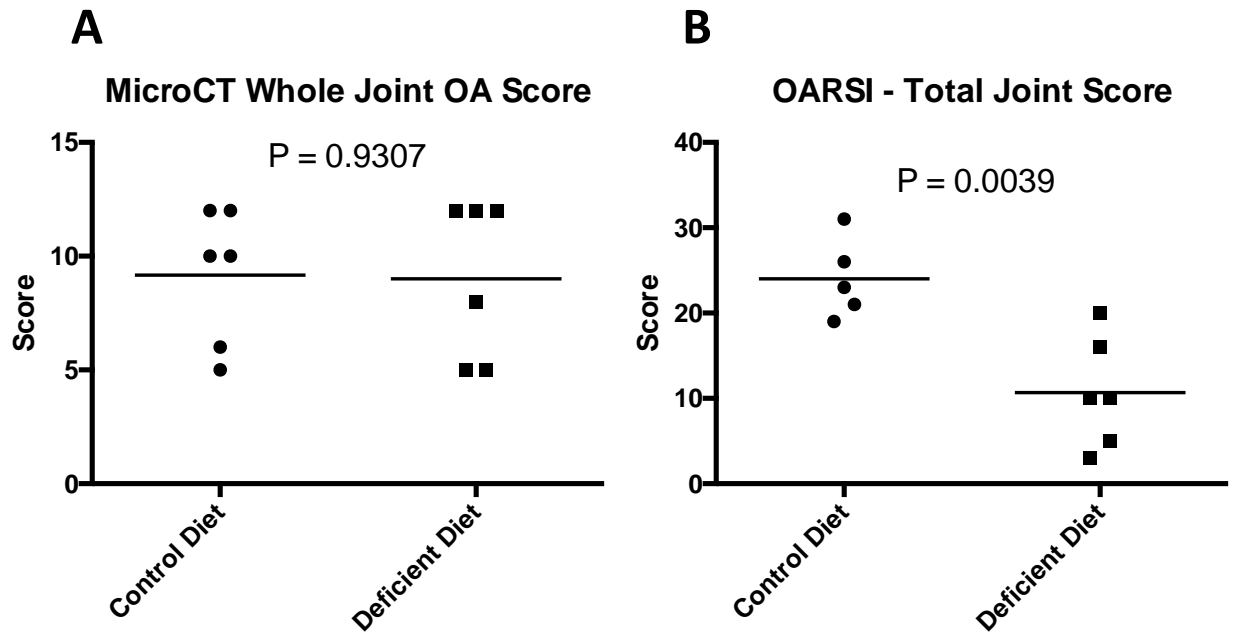 A
MicroCT Whole Joint OA Score
P = 0.9307
Score
15
10
5
0
Control Diet
Deficient Diet
B
OARSI - Total Joint Score
P = 0.0039
Score
40
30
20
10
0
Control Diet
Deficient Diet